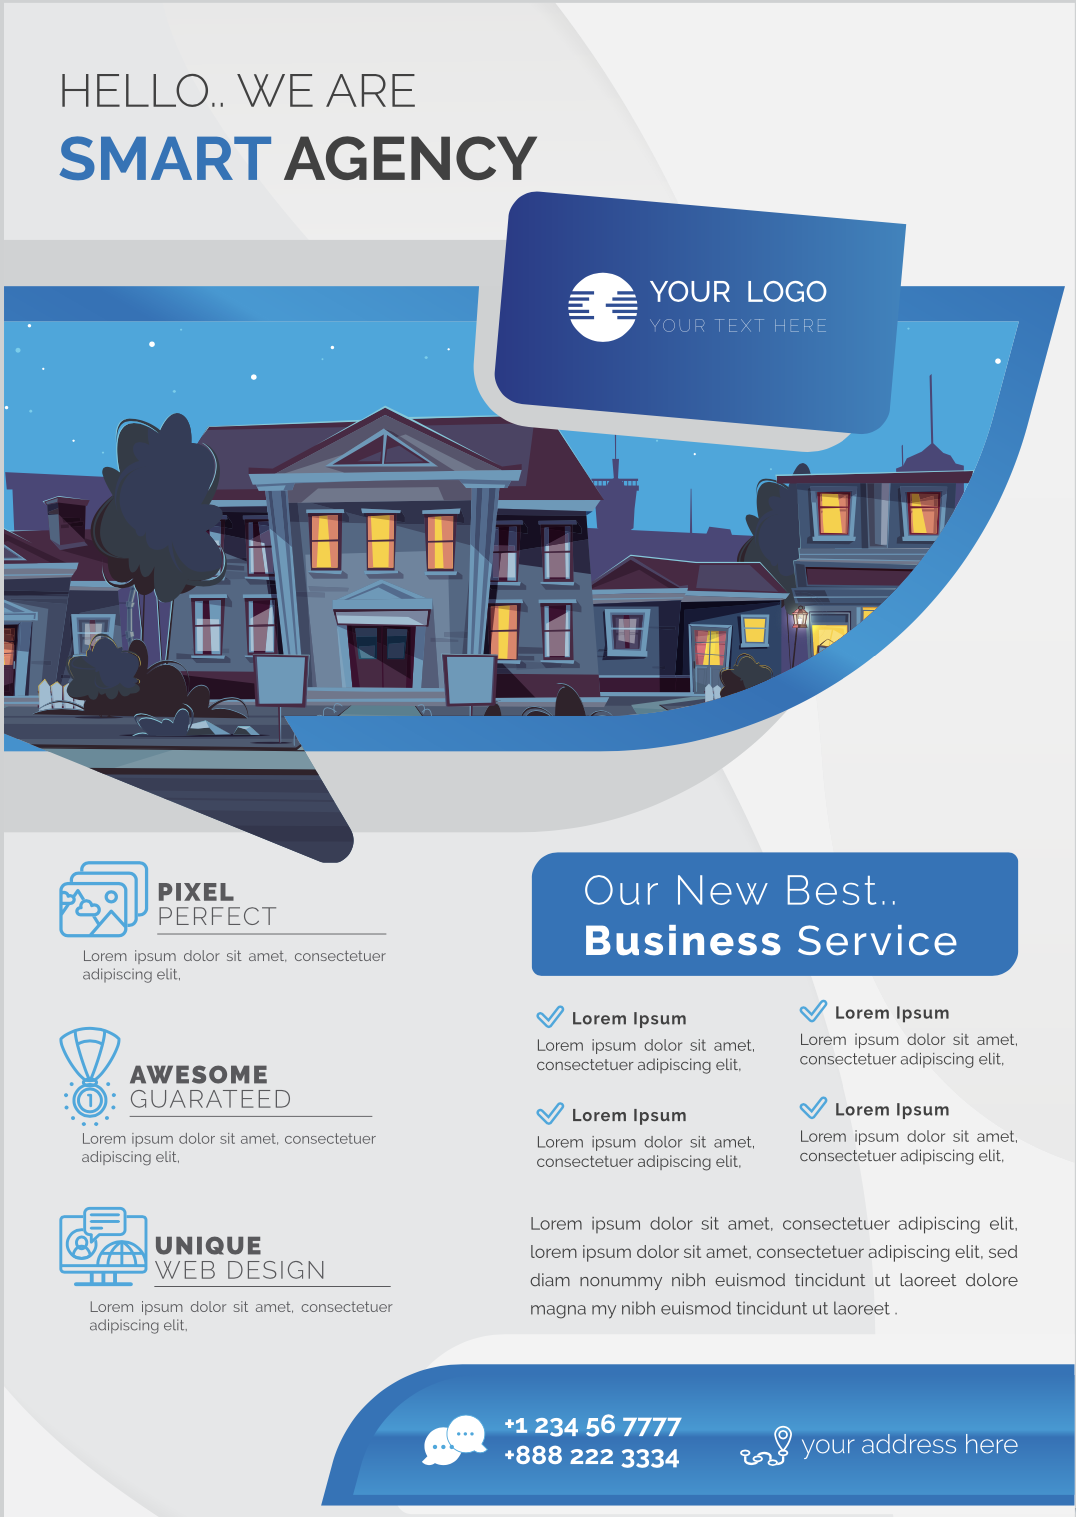 HELLO.. WE ARE
SMART AGENCY
YOUR LOGO
YOUR TEXT HERE
PIXEL
PERFECT
Lorem ipsum dolor sit amet, consectetuer
adipiscing elit,
AWESOME
GUARATEED
1
Lorem ipsum dolor sit amet, consectetuer
adipiscing elit,
UNIQUE
WEB DESIGN
Lorem ipsum dolor sit amet, consectetuer
adipiscing elit,
Our New Best..
Business Service
Lorem Ipsum
Lorem ipsum dolor sit amet,
consectetuer adipiscing elit,
Lorem Ipsum
Lorem ipsum dolor sit amet,
consectetuer adipiscing elit,
Lorem Ipsum
Lorem ipsum dolor sit amet,
consectetuer adipiscing elit,
Lorem Ipsum
Lorem ipsum dolor sit amet,
consectetuer adipiscing elit,
Lorem ipsum dolor sit amet, consectetuer adipiscing elit,
lorem ipsum dolor sit amet, consectetuer adipiscing elit, sed
diam nonummy nibh euismod tincidunt ut laoreet dolore
magna my nibh euismod tincidunt ut laoreet .
+1 234 56 7777
+888 222 3334
your address here